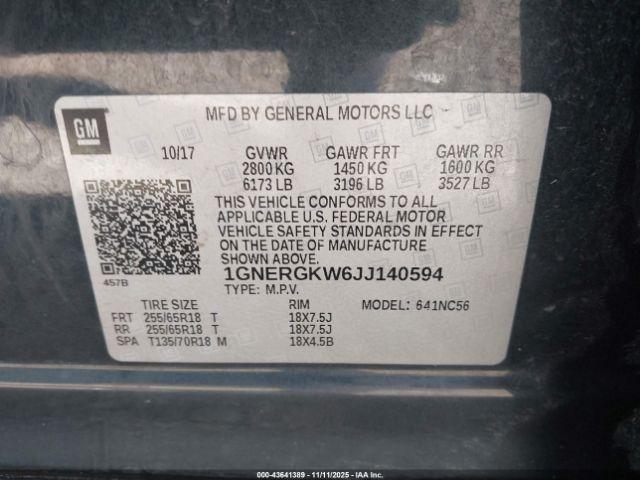 GM
MFD BY GENERAL MOTORS LLC
10/17 GVWR GAWR FRT GAWR RR
2800 KG 1450 KG 1600 KG
6173 LB 3196 LB 3527 LB
THIS VEHICLE CONFORMS TO ALL
APPLICABLE U.S. FEDERAL MOTOR
VEHICLE SAFETY STANDARDS IN EFFECT
ON THE DATE OF MANUFACTURE
SHOWN ABOVE.
457B
1GNERGKW6JJ140594
TYPE: M.P.V. MODEL: 641NC56
TIRE SIZE RIM
FRT 255/65R18 T 18X7.5J
RR 255/65R18 T 18X7.5J
SPA T135/70R18 M 18X4.5B
000-43641389 - 11/11/2025 - IAA Inc. All rights reserved.